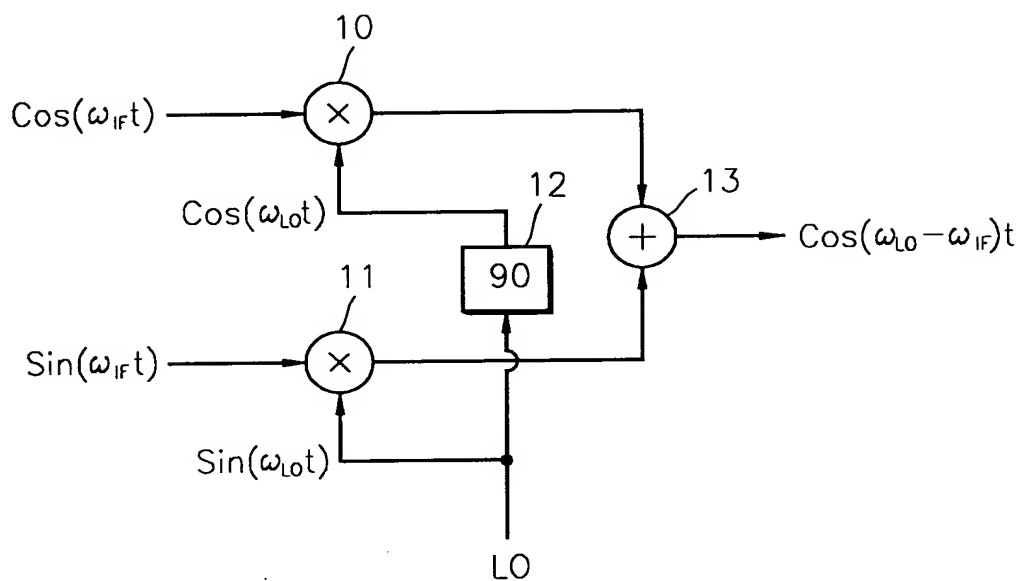 10
Cos(ω_IF t)
×
Cos(ω_LO t)
12
13
+
Cos(ω_LO − ω_IF)t
90
11
Sin(ω_IF t)
×
Sin(ω_LO t)
LO